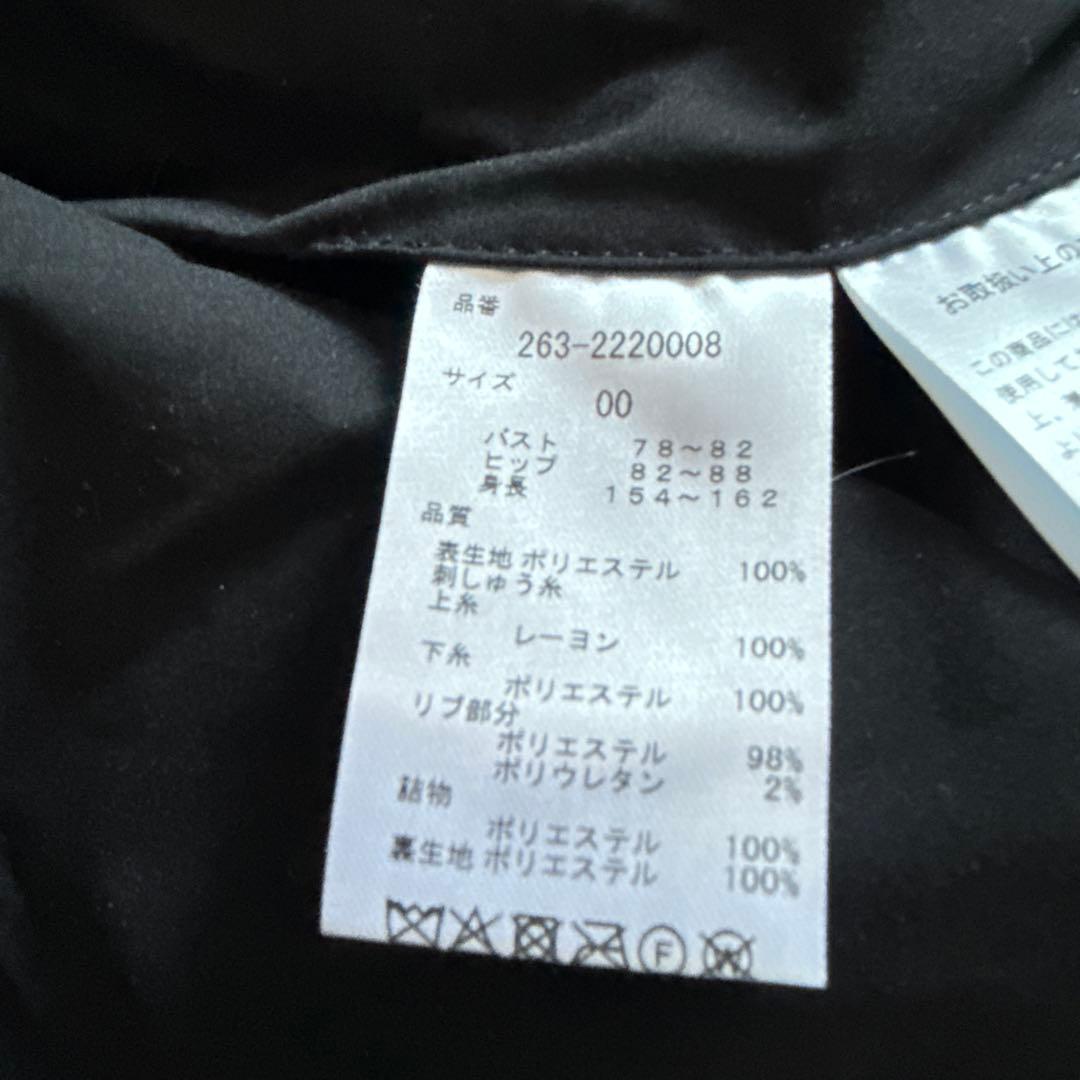 品番
263-2220008
サイズ
00
バスト 78～82
ヒップ 82～88
身長 154～162
品質
表生地 ポリエステル 100%
刺しゅう糸
上糸
レーヨン 100%
下糸
ポリエステル 100%
リブ部分
ポリエステル 98%
ポリウレタン 2%
詰物
ポリエステル 100%
裏生地 ポリエステル 100%
F
W
お取扱い上の
この商品には
使用して
上、